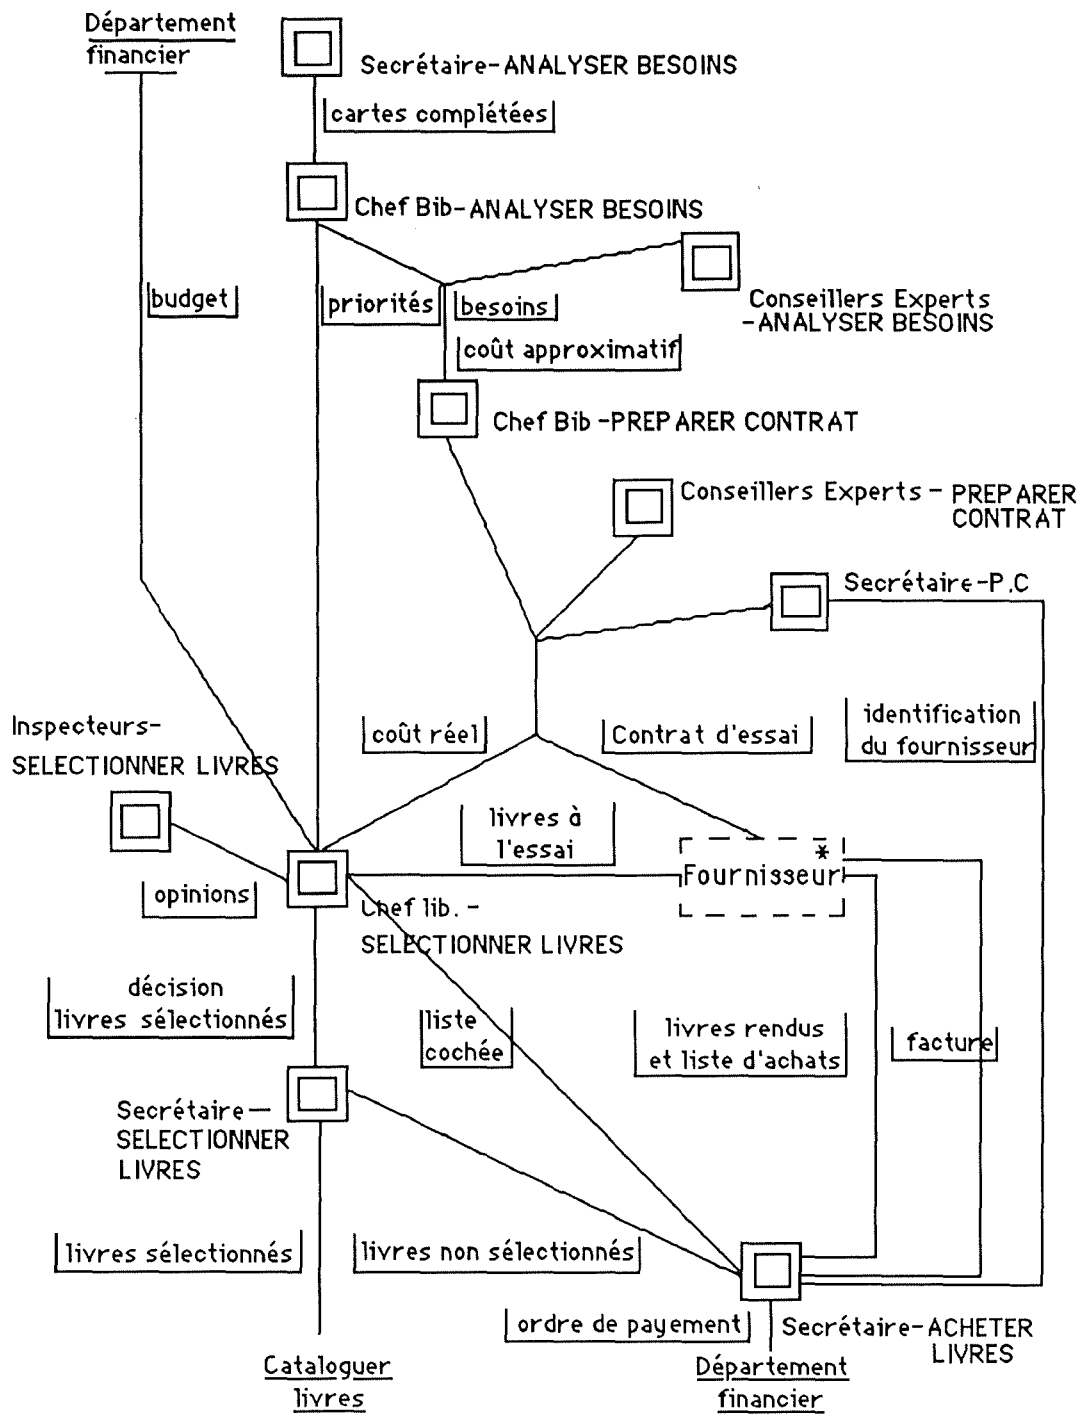 Département
financier
Secrétaire-ANALYSER BESOINS
cartes complétées
Chef Bib-ANALYSER BESOINS
budget
priorités
besoins
Conseillers Experts
-ANALYSER BESOINS
coût approximatif
Chef Bib -PREPARER CONTRAT
Conseillers Experts - PREPARER
CONTRAT
Secrétaire-P.C
Inspecteurs-
SELECTIONNER LIVRES
coût réel
Contrat d'essai
identification
du fournisseur
livres à
l'essai
*
Fournisseur
opinions
Chef lib. -
SELECTIONNER LIVRES
décision
livres sélectionnés
liste
cochée
livres rendus
et liste d'achats
facture
Secrétaire—
SELECTIONNER
LIVRES
livres sélectionnés
livres non sélectionnés
ordre de payement
Secrétaire-ACHETER
LIVRES
Cataloguer
livres
Département
financier